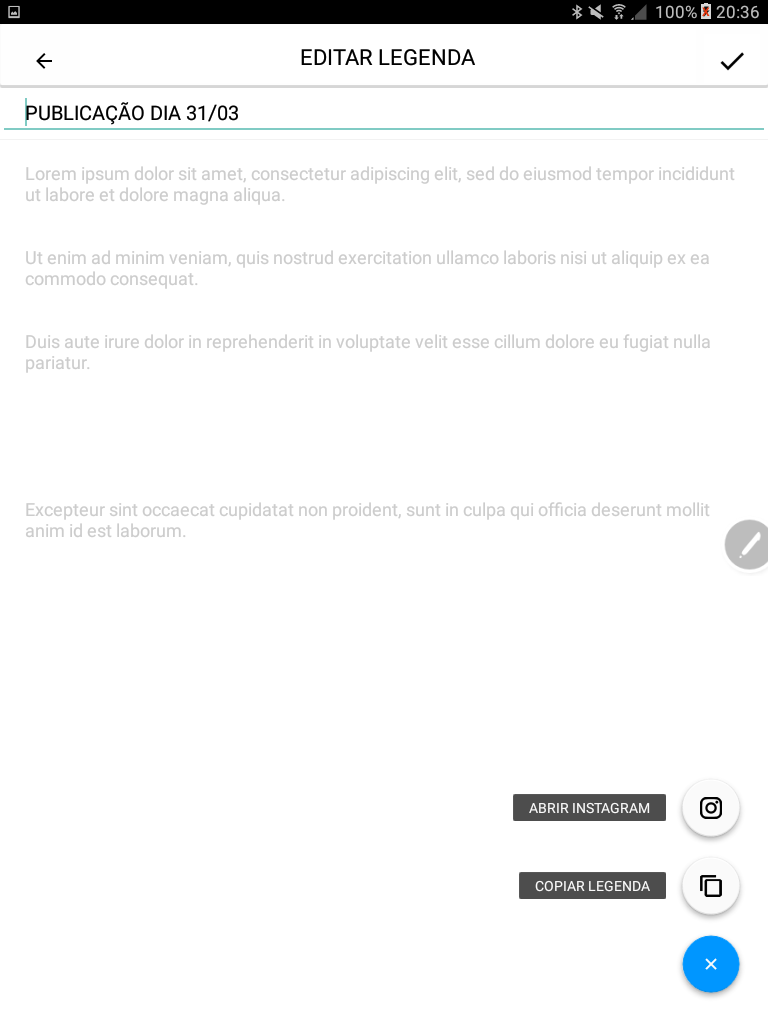 100% 20:36
EDITAR LEGENDA
PUBLICAÇÃO DIA 31/03
Lorem ipsum dolor sit amet, consectetur adipiscing elit, sed do eiusmod tempor incididunt
ut labore et dolore magna aliqua.
Ut enim ad minim veniam, quis nostrud exercitation ullamco laboris nisi ut aliquip ex ea
commodo consequat.
Duis aute irure dolor in reprehenderit in voluptate velit esse cillum dolore eu fugiat nulla
pariatur.
Excepteur sint occaecat cupidatat non proident, sunt in culpa qui officia deserunt mollit
anim id est laborum.
ABRIR INSTAGRAM
COPIAR LEGENDA